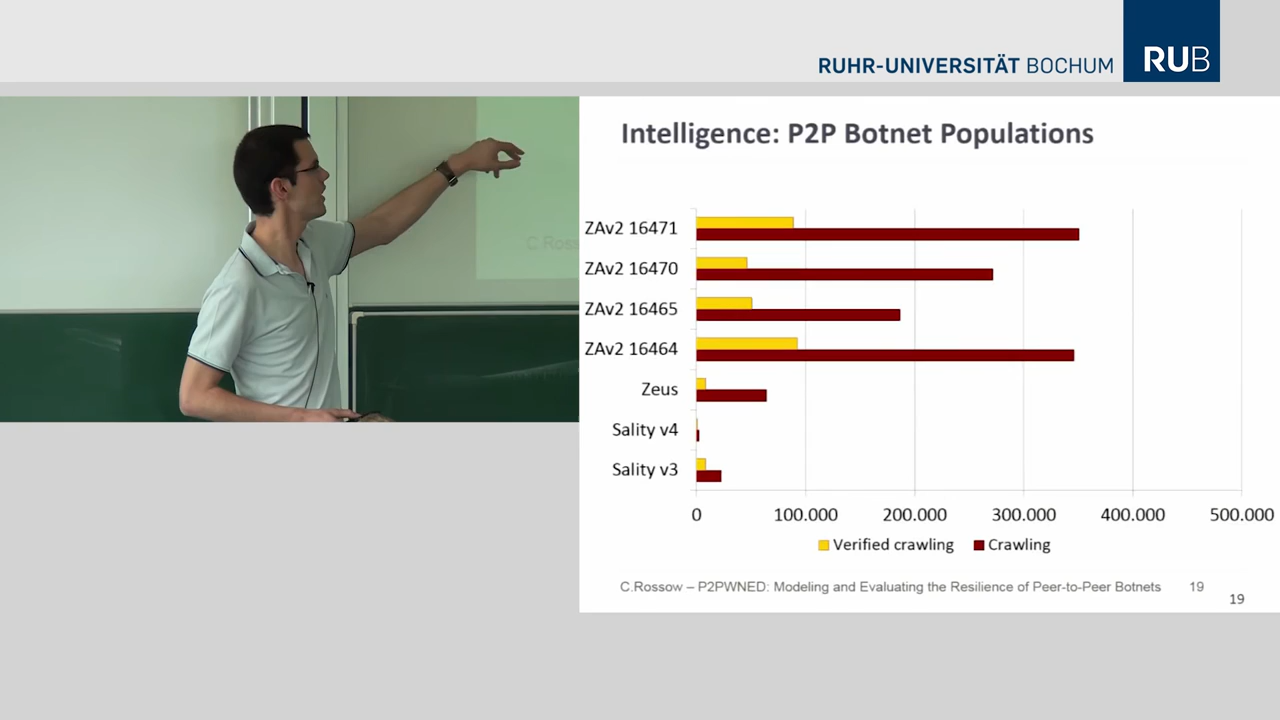 RUHR-UNIVERSITÄT BOCHUM
RUB
Intelligence: P2P Botnet Populations
ZAv2 16471
ZAv2 16470
ZAv2 16465
ZAv2 16464
Zeus
Sality v4
Sality v3
0 100.000 200.000 300.000 400.000 500.000
Verified crawling Crawling
C.Rossow – P2PWNED: Modeling and Evaluating the Resilience of Peer-to-Peer Botnets 19
19
C.Ross